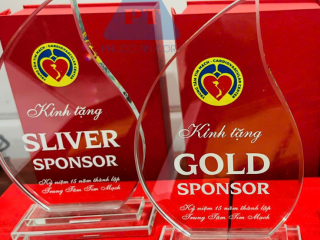 PT
Kính tặng
SLIVER
SPONSOR
Kỷ niệm 15 năm thành lập
Trung Tâm Tim Mạch
Kính tặng
GOLD
SPONSOR
Kỷ niệm 15 năm thành lập
Trung Tâm Tim Mạch